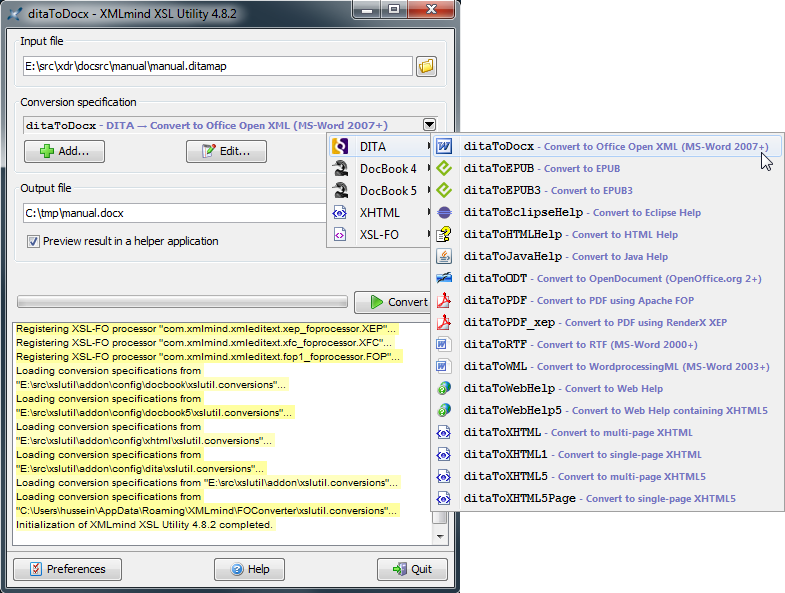 ditaToDocx - XMLmind XSL Utility 4.8.2
Input file
E:\src\xdr\docsrc\manual\manual.ditamap
Conversion specification
ditaToDocx - DITA → Convert to Office Open XML (MS-Word 2007+)
Add...
Edit...
Output file
C:\tmp\manual.docx
Preview result in a helper application
Convert
DITA
DocBook 4
DocBook 5
XHTML
XSL-FO
ditaToDocx - Convert to Office Open XML (MS-Word 2007+)
ditaToEPUB - Convert to EPUB
ditaToEPUB3 - Convert to EPUB3
ditaToEclipseHelp - Convert to Eclipse Help
ditaToHTMLHelp - Convert to HTML Help
ditaToJavaHelp - Convert to Java Help
ditaToODT - Convert to OpenDocument (OpenOffice.org 2+)
ditaToPDF - Convert to PDF using Apache FOP
ditaToPDF_xep - Convert to PDF using RenderX XEP
ditaToRTF - Convert to RTF (MS-Word 2000+)
ditaToWML - Convert to WordprocessingML (MS-Word 2003+)
ditaToWebHelp - Convert to Web Help
ditaToWebHelp5 - Convert to Web Help containing XHTML5
ditaToXHTML - Convert to multi-page XHTML
ditaToXHTML1 - Convert to single-page XHTML
ditaToXHTML5 - Convert to multi-page XHTML5
ditaToXHTML5Page - Convert to single-page XHTML5
Registering XSL-FO processor "com.xmlmind.xmleditext.xep_foprocessor.XEP"...
Registering XSL-FO processor "com.xmlmind.xmleditext.xfc_foprocessor.XFC"...
Registering XSL-FO processor "com.xmlmind.xmleditext.fop1_foprocessor.FOP"...
Loading conversion specifications from
"E:\src\xslutil\addon\config\docbook\xslutil.conversions"...
Loading conversion specifications from
"E:\src\xslutil\addon\config\docbook5\xslutil.conversions"...
Loading conversion specifications from
"E:\src\xslutil\addon\config\xhtml\xslutil.conversions"...
Loading conversion specifications from
"E:\src\xslutil\addon\config\dita\xslutil.conversions"...
Loading conversion specifications from "E:\src\xslutil\addon\xslutil.conversions"...
Loading conversion specifications from
"C:\Users\hussein\AppData\Roaming\XMLmind\FOConverter\xslutil.conversions"...
Initialization of XMLmind XSL Utility 4.8.2 completed.
Preferences
Help
Quit